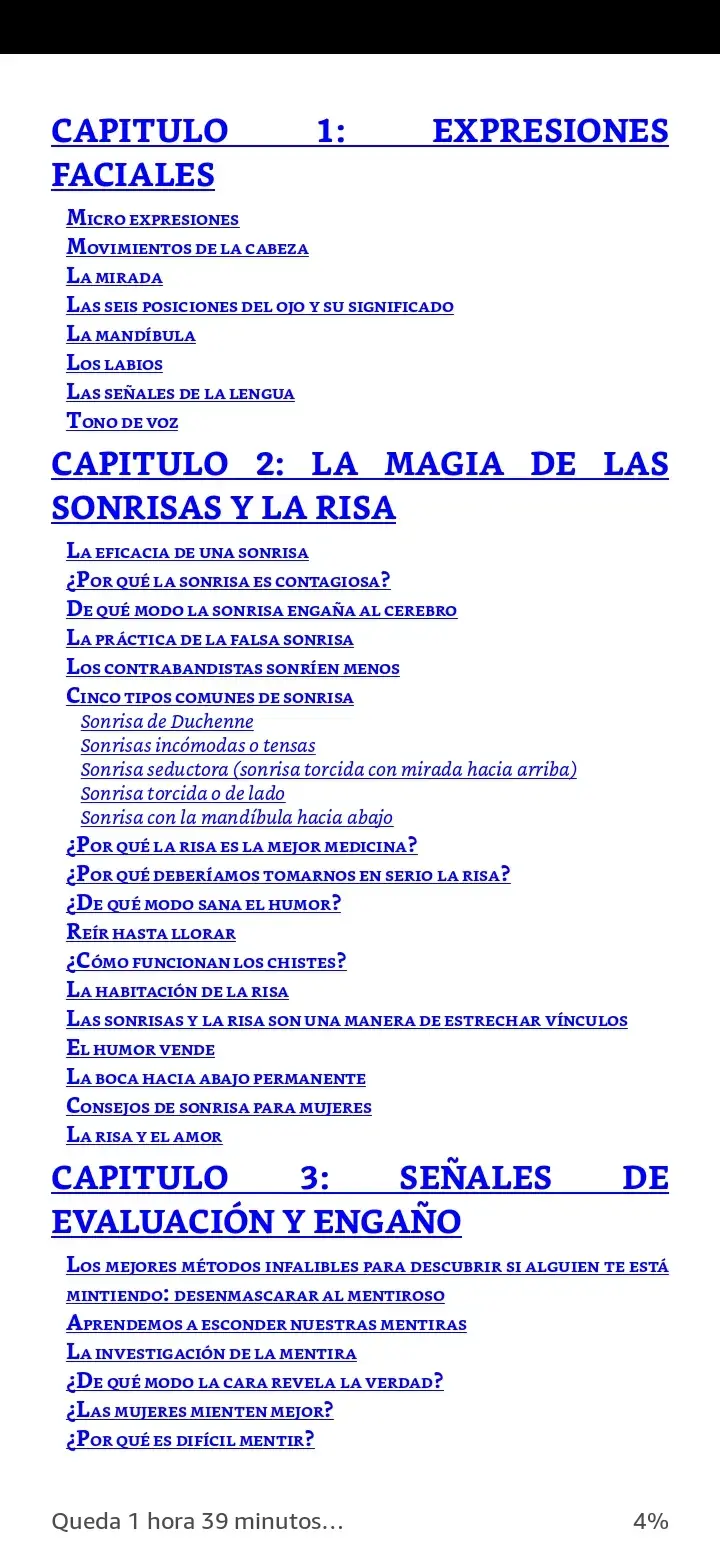 CAPITULO 1: EXPRESIONES
FACIALES
MICRO EXPRESIONES
MOVIMIENTOS DE LA CABEZA
LA MIRADA
LAS SEIS POSICIONES DEL OJO Y SU SIGNIFICADO
LA MANDÍBULA
LOS LABIOS
LAS SEÑALES DE LA LENGUA
TONO DE VOZ
CAPITULO 2: LA MAGIA DE LAS
SONRISAS Y LA RISA
LA EFICACIA DE UNA SONRISA
¿POR QUÉ LA SONRISA ES CONTAGIOSA?
DE QUÉ MODO LA SONRISA ENGAÑA AL CEREBRO
LA PRÁCTICA DE LA FALSA SONRISA
LOS CONTRABANDISTAS SONRÍEN MENOS
CINCO TIPOS COMUNES DE SONRISA
Sonrisa de Duchenne
Sonrisas incómodas o tensas
Sonrisa seductora (sonrisa torcida con mirada hacia arriba)
Sonrisa torcida o de lado
Sonrisa con la mandíbula hacia abajo
¿POR QUÉ LA RISA ES LA MEJOR MEDICINA?
¿POR QUÉ DEBERÍAMOS TOMARNOS EN SERIO LA RISA?
¿DE QUÉ MODO SANA EL HUMOR?
REÍR HASTA LLORAR
¿CÓMO FUNCIONAN LOS CHISTES?
LA HABITACIÓN DE LA RISA
LAS SONRISAS Y LA RISA SON UNA MANERA DE ESTRECHAR VÍNCULOS
EL HUMOR VENDE
LA BOCA HACIA ABAJO PERMANENTE
CONSEJOS DE SONRISA PARA MUJERES
LA RISA Y EL AMOR
CAPITULO 3: SEÑALES DE
EVALUACIÓN Y ENGAÑO
LOS MEJORES MÉTODOS INFALIBLES PARA DESCUBRIR SI ALGUIEN TE ESTÁ
MINTIENDO: DESENMASCARAR AL MENTIROSO
APRENDEMOS A ESCONDER NUESTRAS MENTIRAS
LA INVESTIGACIÓN DE LA MENTIRA
¿DE QUÉ MODO LA CARA REVELA LA VERDAD?
¿LAS MUJERES MIENTEN MEJOR?
¿POR QUÉ ES DIFÍCIL MENTIR?
Queda 1 hora 39 minutos... 4%